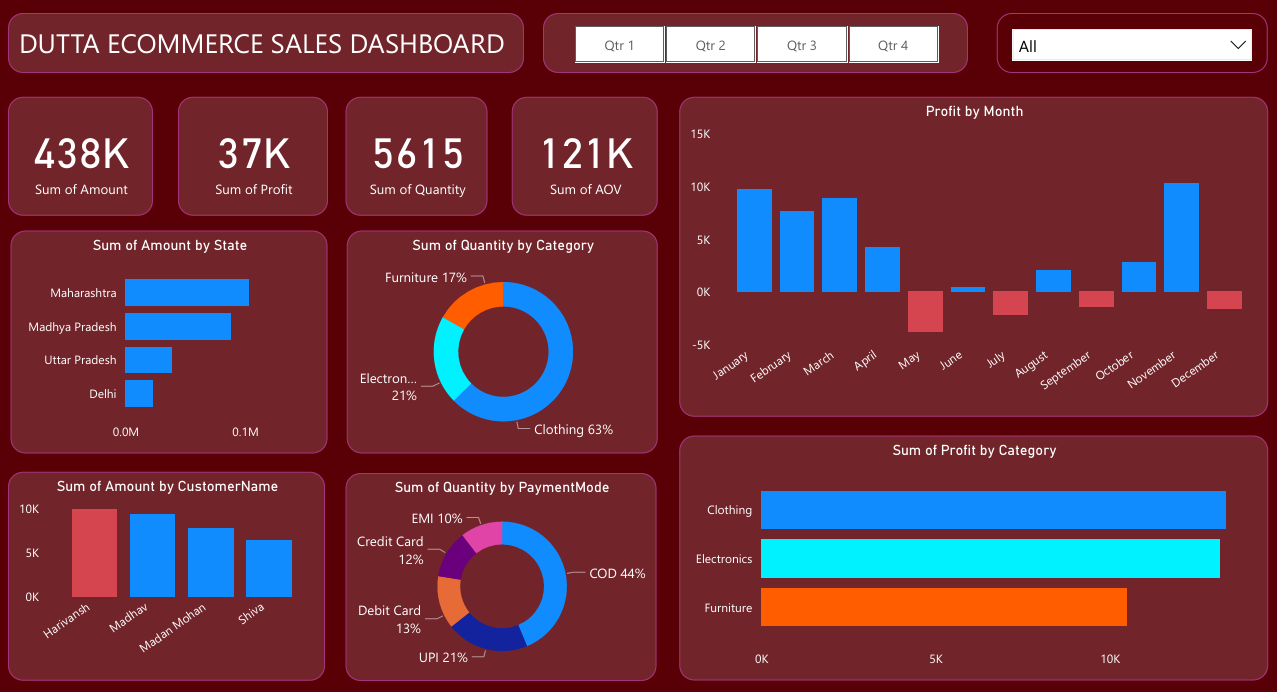 DUTTA ECOMMERCE SALES DASHBOARD
Qtr 1
Qtr 2
Qtr 3
Qtr 4
All
438K
Sum of Amount
37K
Sum of Profit
5615
Sum of Quantity
121K
Sum of AOV
Profit by Month
15K
10K
5K
0K
-5K
January
February
March
April
May
June
July
August
September
October
November
December
Sum of Amount by State
Maharashtra
Madhya Pradesh
Uttar Pradesh
Delhi
0.0M
0.1M
Sum of Quantity by Category
Furniture 17%
Electron...
21%
Clothing 63%
Sum of Amount by CustomerName
10K
5K
0K
Harivansh
Madhav
Madan Mohan
Shiva
Sum of Quantity by PaymentMode
EMI 10%
Credit Card
12%
COD 44%
Debit Card
13%
UPI 21%
Sum of Profit by Category
Clothing
Electronics
Furniture
0K
5K
10K